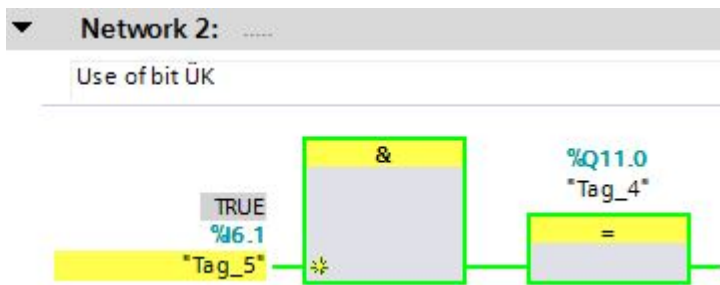 Network 2: .....
Use of bit ÜK
&
%Q11.0
"Tag_4"
TRUE
%I6.1
=
"Tag_5"